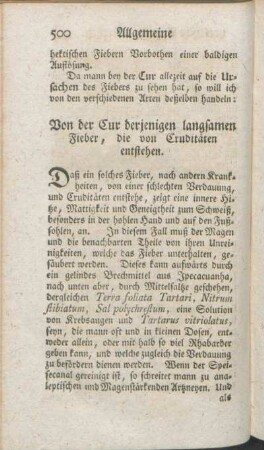 500 Allgemeine
hektischen Fiebern Vorbothen einer baldigen
Auflösung.
Da mann bey der Cur allezeit auf die Ur-
sachen des Fiebers zu sehen hat, so will ich
von den verschiedenen Arten deßelben handeln:
Von der Cur derjenigen langsamen
Fieber, die von Cruditäten
entstehen.
Daß ein solches Fieber, nach andern Krank-
heiten, von einer schlechten Verdauung,
und Cruditäten entstehe, zeigt eine innere Hi-
tze, Mattigkeit und Geneigtheit zum Schweiß,
besonders in der hohlen Hand und auf den Fuß-
sohlen, an. In diesem Fall muß der Magen
und die benachbarten Theile von ihren Unrei-
nigkeiten, welche das Fieber unterhalten, ge-
säubert werden. Dieses kann aufwärts durch
ein gelindes Brechmittel aus Ipecacuanha,
nach unten aber, durch Mittelsalze geschehen,
dergleichen Terra foliata Tartari, Nitrum
stibiatum, Sal polychrestum, eine Solution
von Krebsaugen und Tartarus vitriolatus,
seyn, die mann oft und in kleinen Dosen, ent-
weder allein, oder mit halb so viel Rhabarber
geben kann, und welche zugleich die Verdauung
zu befördern dienen werden. Wenn der Spei-
secanal gereinigt ist, so schreitet mann zu ana-
leptischen und Magenstärkenden Artzneyen. Und
als